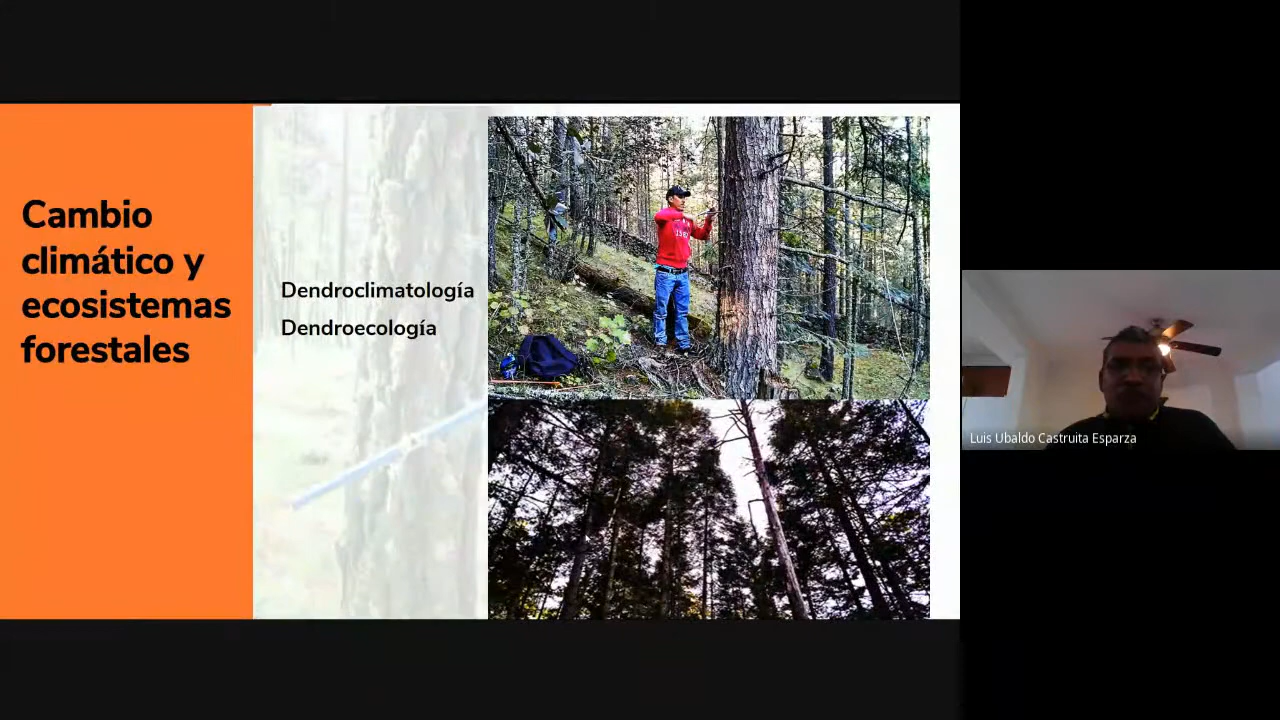 Cambio
climático y
ecosistemas
forestales
Dendroclimatología
Dendroecología
Luis Ubaldo Castruita Esparza